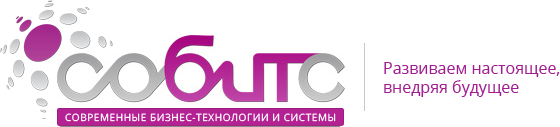 собитс
СОВРЕМЕННЫЕ БИЗНЕС-ТЕХНОЛОГИИ И СИСТЕМЫ
Развиваем настоящее,
внедряя будущее